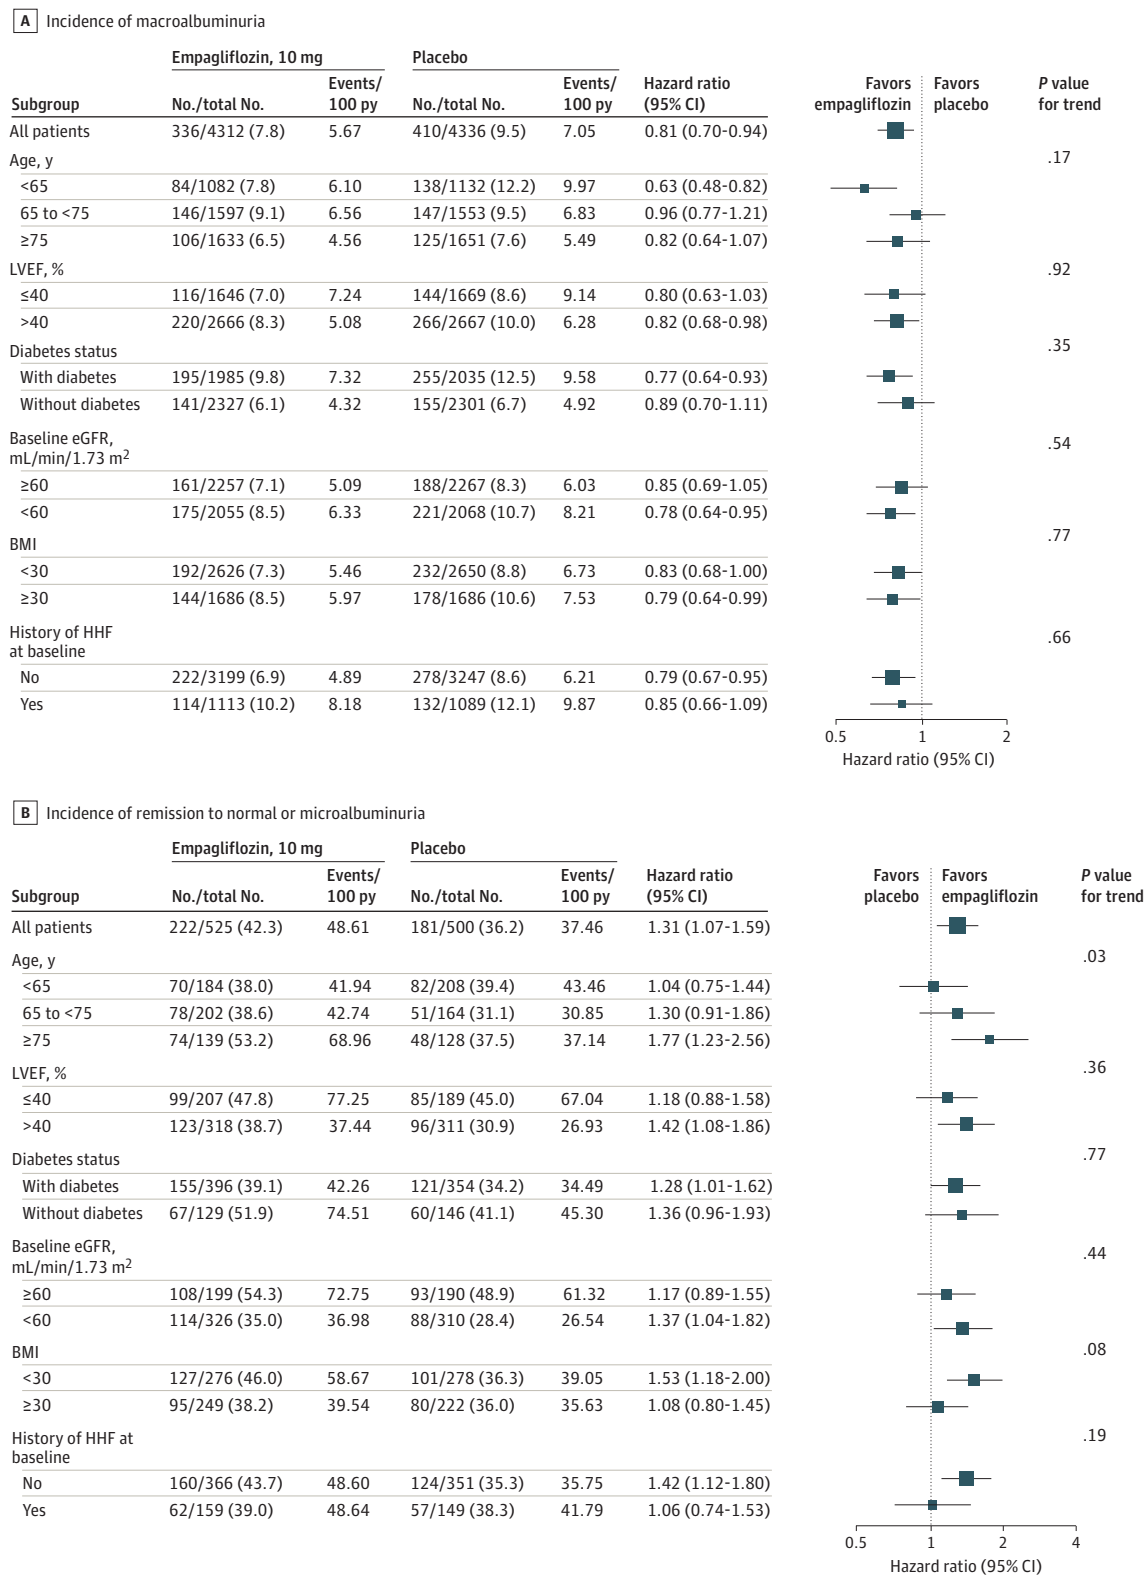 A Incidence of macroalbuminuria
Empagliflozin, 10 mg Placebo
Subgroup No./total No. Events/100 py No./total No. Events/100 py Hazard ratio (95% CI) Favors empagliflozin Favors placebo P value for trend
All patients 336/4312 (7.8) 5.67 410/4336 (9.5) 7.05 0.81 (0.70-0.94)
Age, y .17
<65 84/1082 (7.8) 6.10 138/1132 (12.2) 9.97 0.63 (0.48-0.82)
65 to <75 146/1597 (9.1) 6.56 147/1553 (9.5) 6.83 0.96 (0.77-1.21)
≥75 106/1633 (6.5) 4.56 125/1651 (7.6) 5.49 0.82 (0.64-1.07)
LVEF, % .92
≤40 116/1646 (7.0) 7.24 144/1669 (8.6) 9.14 0.80 (0.63-1.03)
>40 220/2666 (8.3) 5.08 266/2667 (10.0) 6.28 0.82 (0.68-0.98)
Diabetes status .35
With diabetes 195/1985 (9.8) 7.32 255/2035 (12.5) 9.58 0.77 (0.64-0.93)
Without diabetes 141/2327 (6.1) 4.32 155/2301 (6.7) 4.92 0.89 (0.70-1.11)
Baseline eGFR,
mL/min/1.73 m² .54
≥60 161/2257 (7.1) 5.09 188/2267 (8.3) 6.03 0.85 (0.69-1.05)
<60 175/2055 (8.5) 6.33 221/2068 (10.7) 8.21 0.78 (0.64-0.95)
BMI .77
<30 192/2626 (7.3) 5.46 232/2650 (8.8) 6.73 0.83 (0.68-1.00)
≥30 144/1686 (8.5) 5.97 178/1686 (10.6) 7.53 0.79 (0.64-0.99)
History of HHF .66
at baseline
No 222/3199 (6.9) 4.89 278/3247 (8.6) 6.21 0.79 (0.67-0.95)
Yes 114/1113 (10.2) 8.18 132/1089 (12.1) 9.87 0.85 (0.66-1.09)
0.5 1 2
Hazard ratio (95% CI)
B Incidence of remission to normal or microalbuminuria
Empagliflozin, 10 mg Placebo
Subgroup No./total No. Events/100 py No./total No. Events/100 py Hazard ratio (95% CI) Favors placebo Favors empagliflozin P value for trend
All patients 222/525 (42.3) 48.61 181/500 (36.2) 37.46 1.31 (1.07-1.59)
Age, y .03
<65 70/184 (38.0) 41.94 82/208 (39.4) 43.46 1.04 (0.75-1.44)
65 to <75 78/202 (38.6) 42.74 51/164 (31.1) 30.85 1.30 (0.91-1.86)
≥75 74/139 (53.2) 68.96 48/128 (37.5) 37.14 1.77 (1.23-2.56)
LVEF, % .36
≤40 99/207 (47.8) 77.25 85/189 (45.0) 67.04 1.18 (0.88-1.58)
>40 123/318 (38.7) 37.44 96/311 (30.9) 26.93 1.42 (1.08-1.86)
Diabetes status .77
With diabetes 155/396 (39.1) 42.26 121/354 (34.2) 34.49 1.28 (1.01-1.62)
Without diabetes 67/129 (51.9) 74.51 60/146 (41.1) 45.30 1.36 (0.96-1.93)
Baseline eGFR, .44
mL/min/1.73 m²
≥60 108/199 (54.3) 72.75 93/190 (48.9) 61.32 1.17 (0.89-1.55)
<60 114/326 (35.0) 36.98 88/310 (28.4) 26.54 1.37 (1.04-1.82)
BMI .08
<30 127/276 (46.0) 58.67 101/278 (36.3) 39.05 1.53 (1.18-2.00)
≥30 95/249 (38.2) 39.54 80/222 (36.0) 35.63 1.08 (0.80-1.45)
History of HHF at .19
baseline
No 160/366 (43.7) 48.60 124/351 (35.3) 35.75 1.42 (1.12-1.80)
Yes 62/159 (39.0) 48.64 57/149 (38.3) 41.79 1.06 (0.74-1.53)
0.5 1 2 4
Hazard ratio (95% CI)